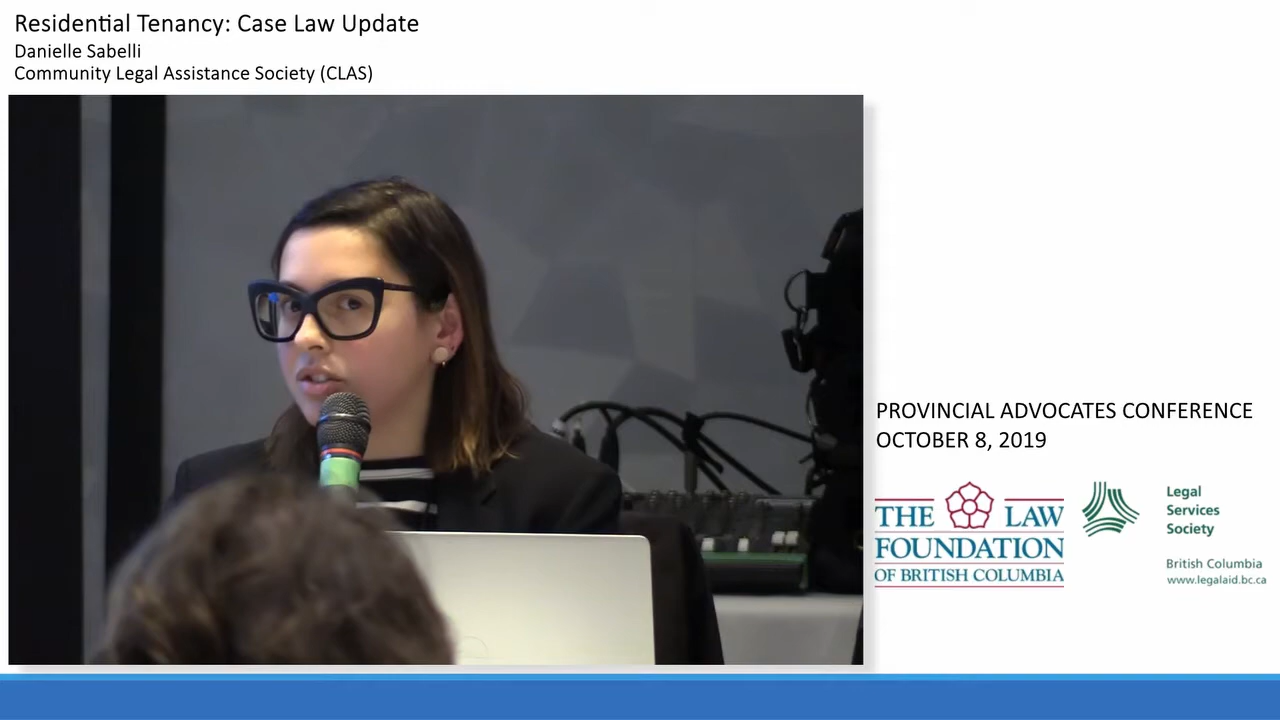 Residential Tenancy: Case Law Update
Danielle Sabelli
Community Legal Assistance Society (CLAS)
PROVINCIAL ADVOCATES CONFERENCE
OCTOBER 8, 2019
THE LAW
FOUNDATION
OF BRITISH COLUMBIA
Legal
Services
Society
British Columbia
www.legalaid.bc.ca